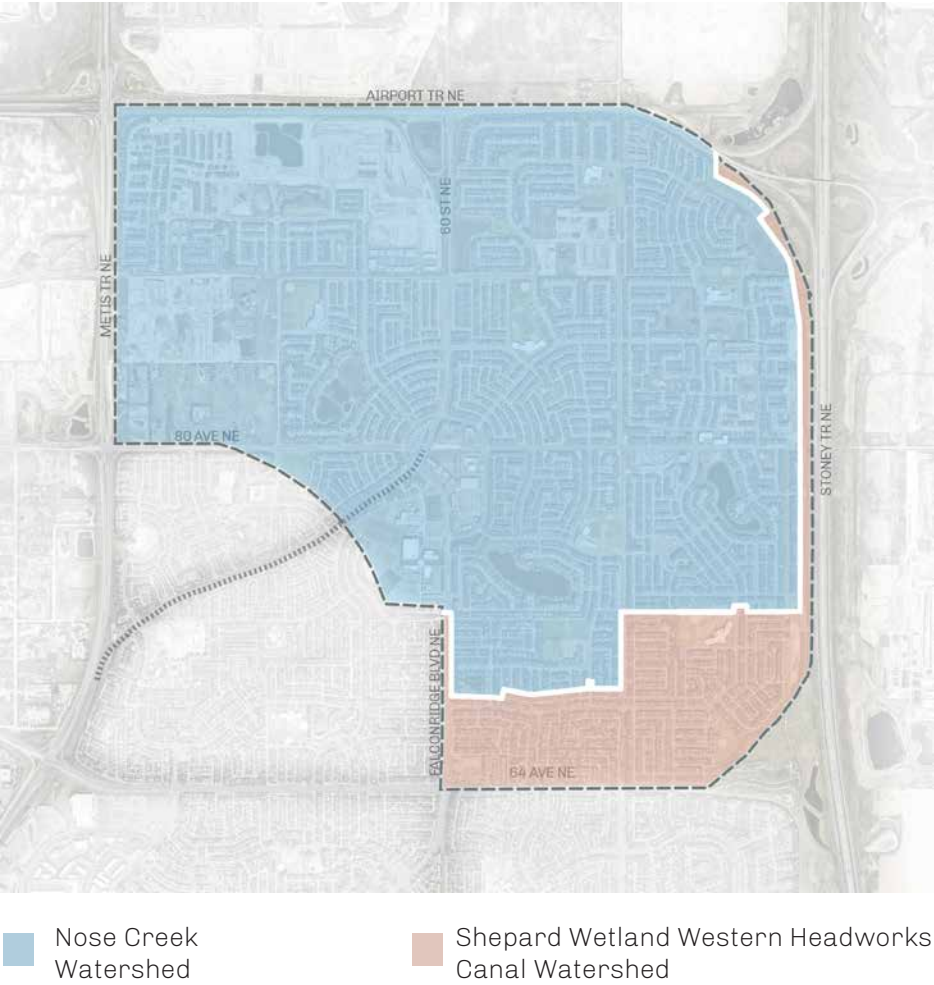 AIRPORT TR NE
60 ST NE
METIS TR NE
80 AVE NE
STONEY TR NE
FALCONRIDGE BLVD NE
64 AVE NE
Nose Creek
Watershed
Shepard Wetland Western Headworks
Canal Watershed